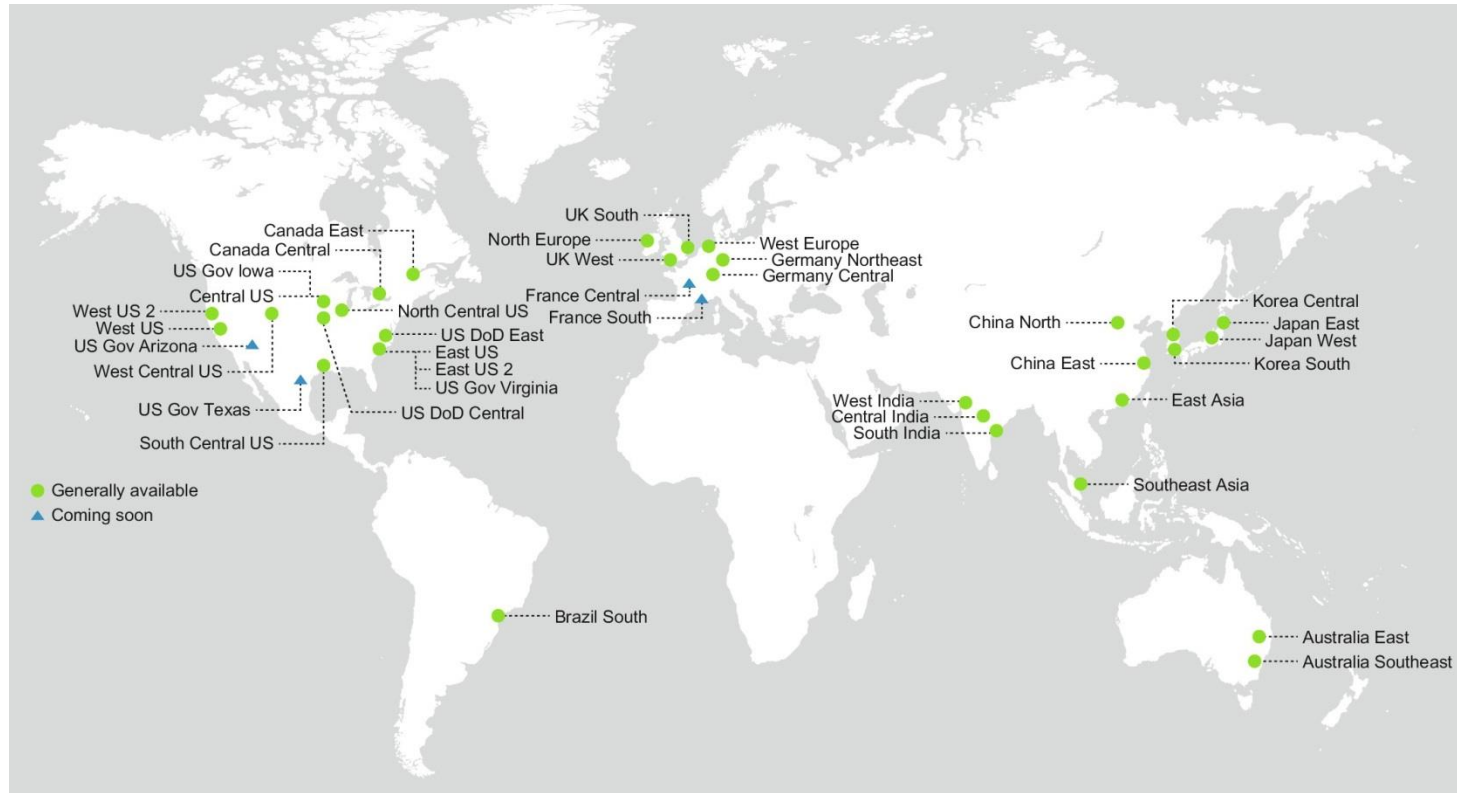 Canada East
Canada Central
US Gov Iowa
Central US
West US 2
West US
US Gov Arizona
West Central US
US Gov Texas
South Central US
North Central US
US DoD East
East US
East US 2
US Gov Virginia
US DoD Central
Generally available
Coming soon
Brazil South
UK South
North Europe
UK West
West Europe
Germany Northeast
Germany Central
France Central
France South
China North
China East
Korea Central
Japan East
Japan West
Korea South
East Asia
West India
Central India
South India
Southeast Asia
Australia East
Australia Southeast